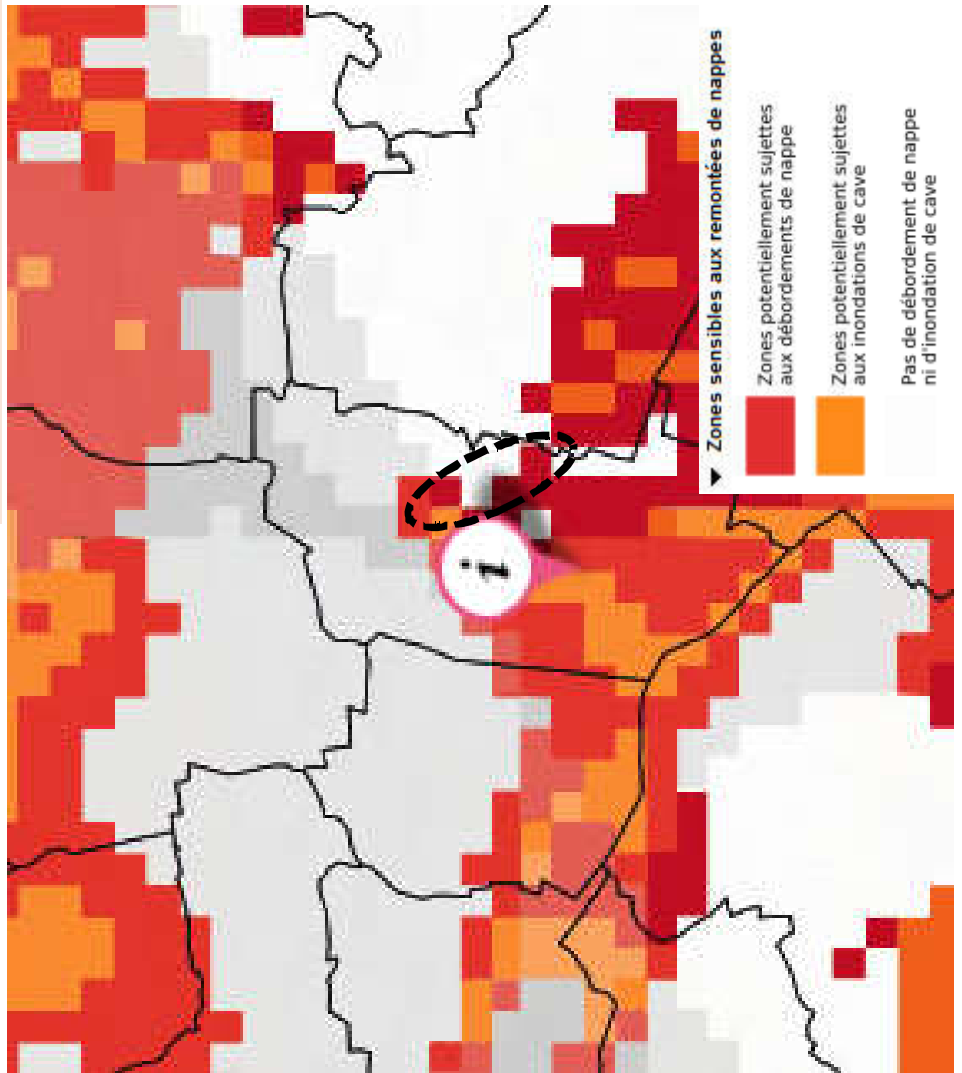 ▼ Zones sensibles aux remontées de nappes
Zones potentiellement sujettes
aux débordements de nappe
Zones potentiellement sujettes
aux inondations de cave
Pas de débordement de nappe
ni d'inondation de cave
i